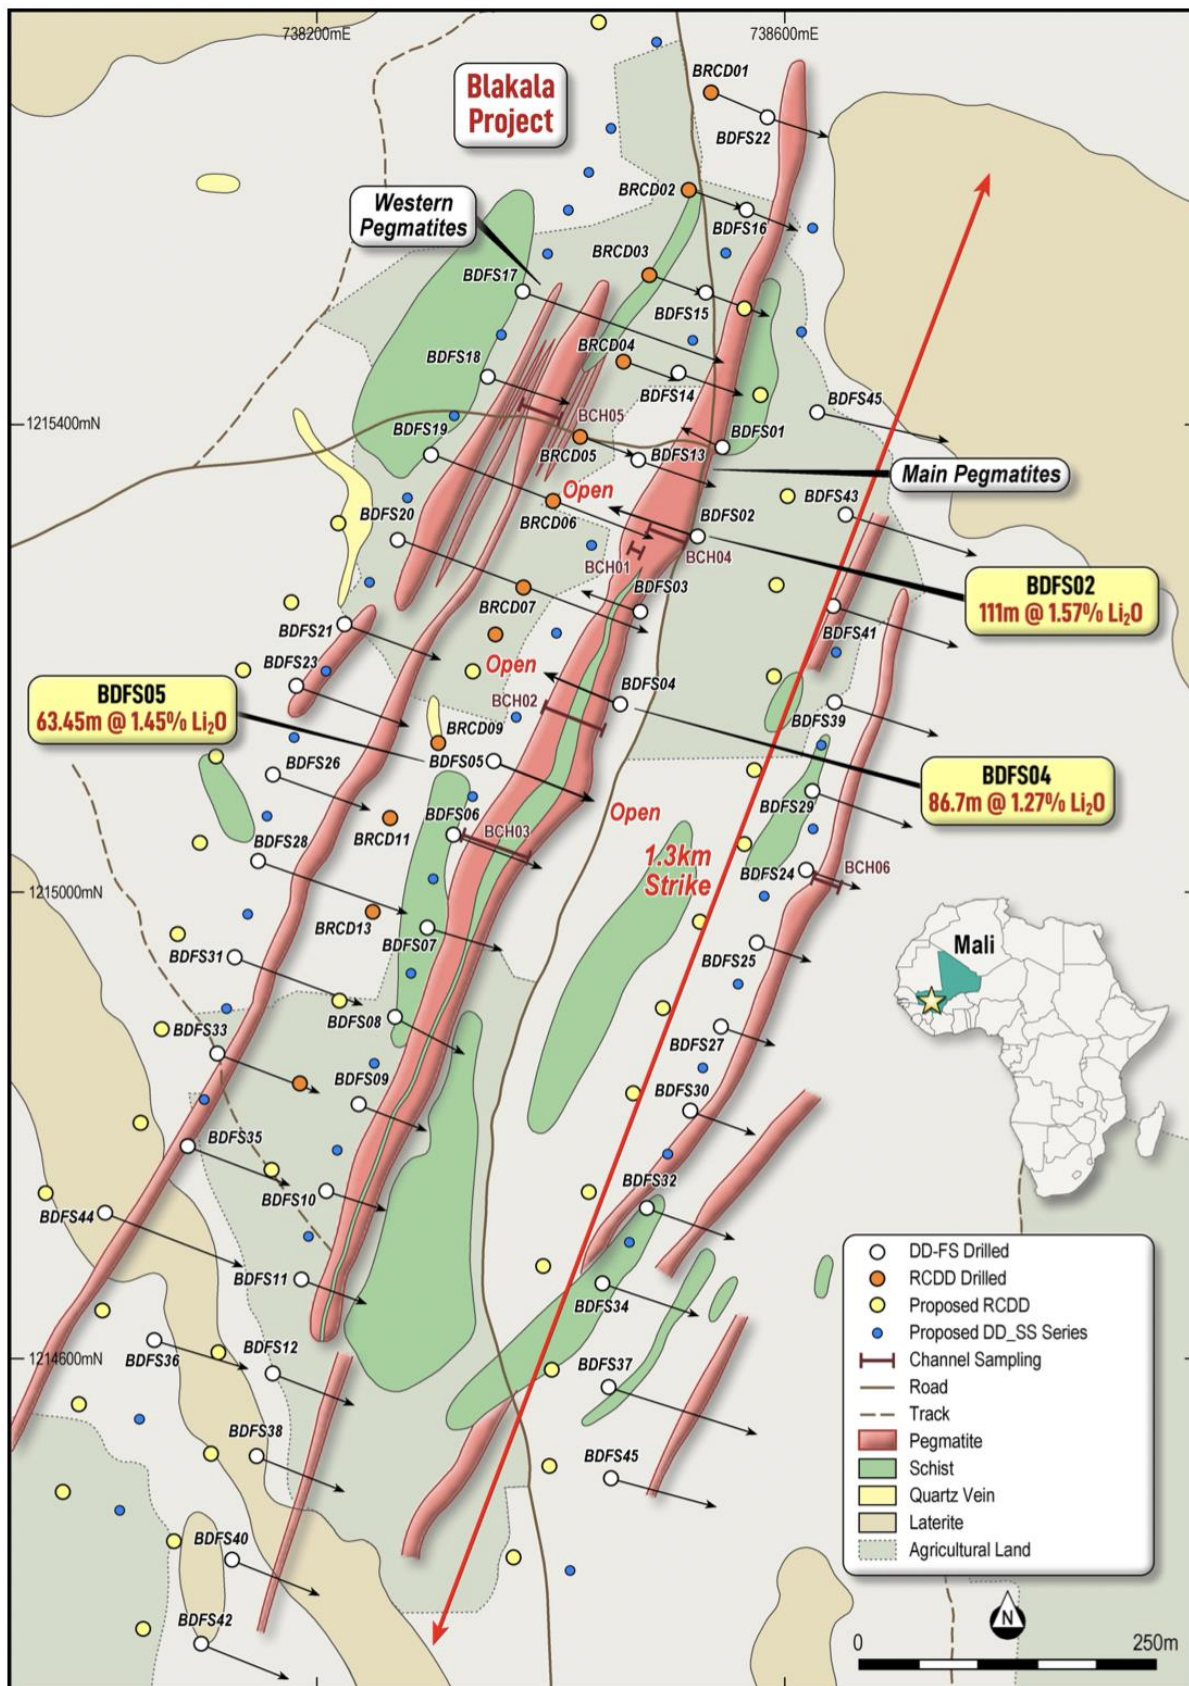 738200mE
738600mE
BRCD01
Blakala
Project
BDFS22
BRCD02
Western
Pegmatites
BDFS16
BRCD03
BDFS17
BDFS15
BRCD04
BDFS18
BDFS14
BDFS45
BCH05
1215400mN
BDFS19
BDFS01
BRCD05
BDFS13
Main Pegmatites
Open
BDFS43
BDFS20
BRCD06
BDFS02
BCH04
BCH01
BDFS02
111m @ 1.57% Li₂O
BDFS03
BRCD07
BDFS21
BDFS41
BDFS23
Open
BDFS04
BDFS05
63.45m @ 1.45% Li₂O
BCH02
BDFS39
BRCD09
BDFS26
BDFS05
BDFS04
86.7m @ 1.27% Li₂O
BDFS29
Open
BDFS06
BCH03
BRCD11
BDFS28
1.3km
Strike
BDFS24
BCH06
1215000mN
BRCD13
BDFS07
Mali
BDFS31
BDFS25
BDFS08
BDFS33
BDFS27
BDFS09
BDFS30
BDFS35
BDFS32
BDFS10
BDFS44
DD-FS Drilled
RCDD Drilled
Proposed RCDD
Proposed DD_SS Series
Channel Sampling
Road
Track
Pegmatite
Schist
Quartz Vein
Laterite
Agricultural Land
BDFS11
BDFS34
BDFS12
BDFS36
1214600mN
BDFS37
BDFS38
BDFS45
BDFS40
BDFS42
N
0
250m